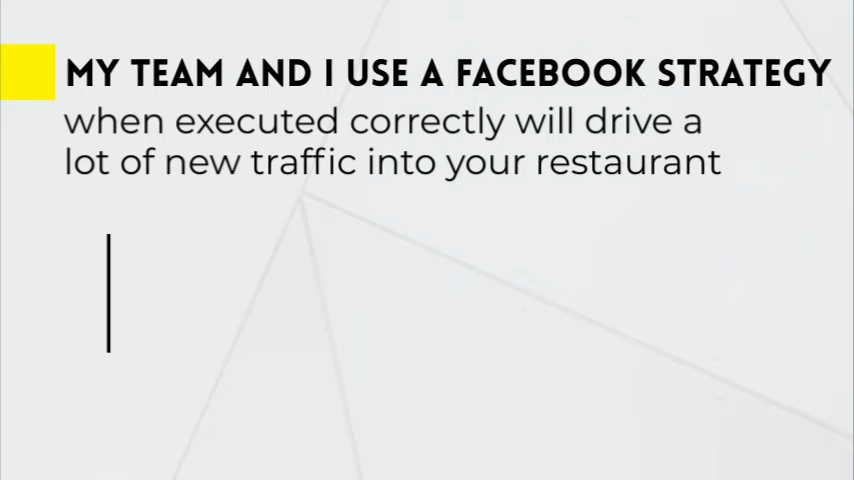 MY TEAM AND I USE A FACEBOOK STRATEGY
when executed correctly will drive a
lot of new traffic into your restaurant